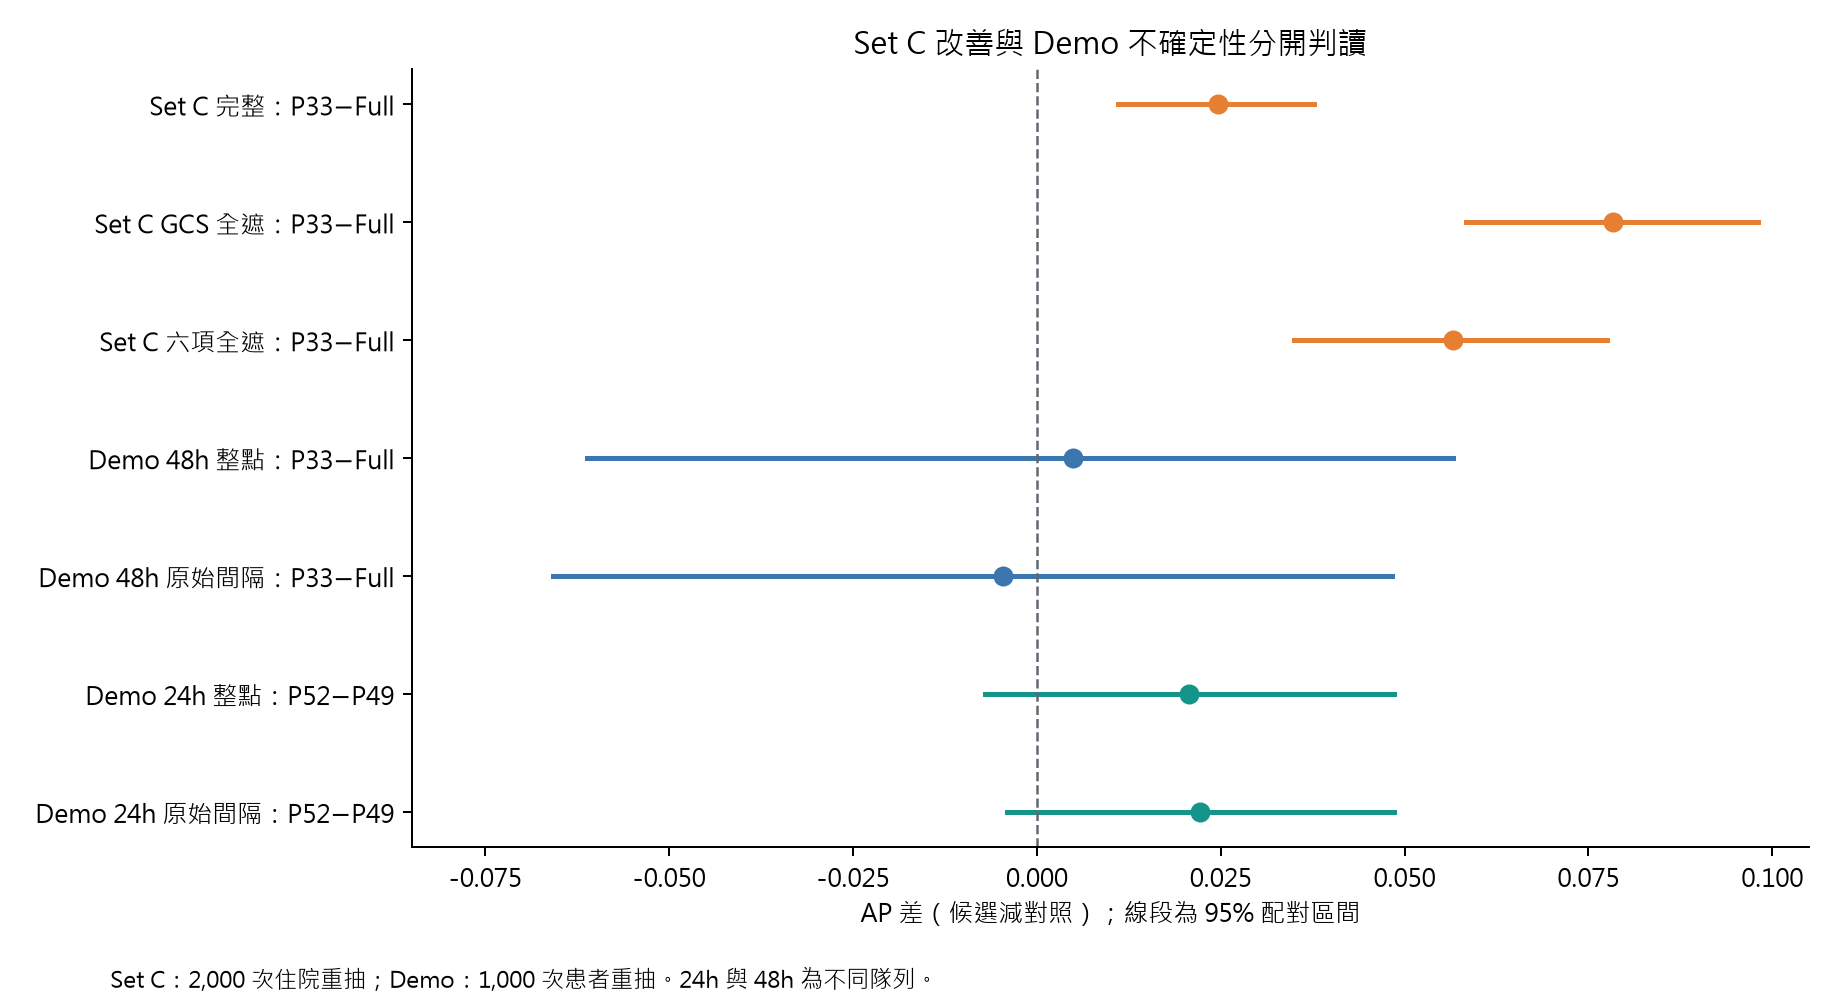 Set C 改善與 Demo 不確定性分開判讀
Set C 完整：P33−Full
Set C GCS 全遮：P33−Full
Set C 六項全遮：P33−Full
Demo 48h 整點：P33−Full
Demo 48h 原始間隔：P33−Full
Demo 24h 整點：P52−P49
Demo 24h 原始間隔：P52−P49
-0.075 -0.050 -0.025 0.000 0.025 0.050 0.075 0.100
AP 差（候選減對照）；線段為 95% 配對區間
Set C：2,000 次住院重抽；Demo：1,000 次患者重抽。24h 與 48h 為不同隊列。